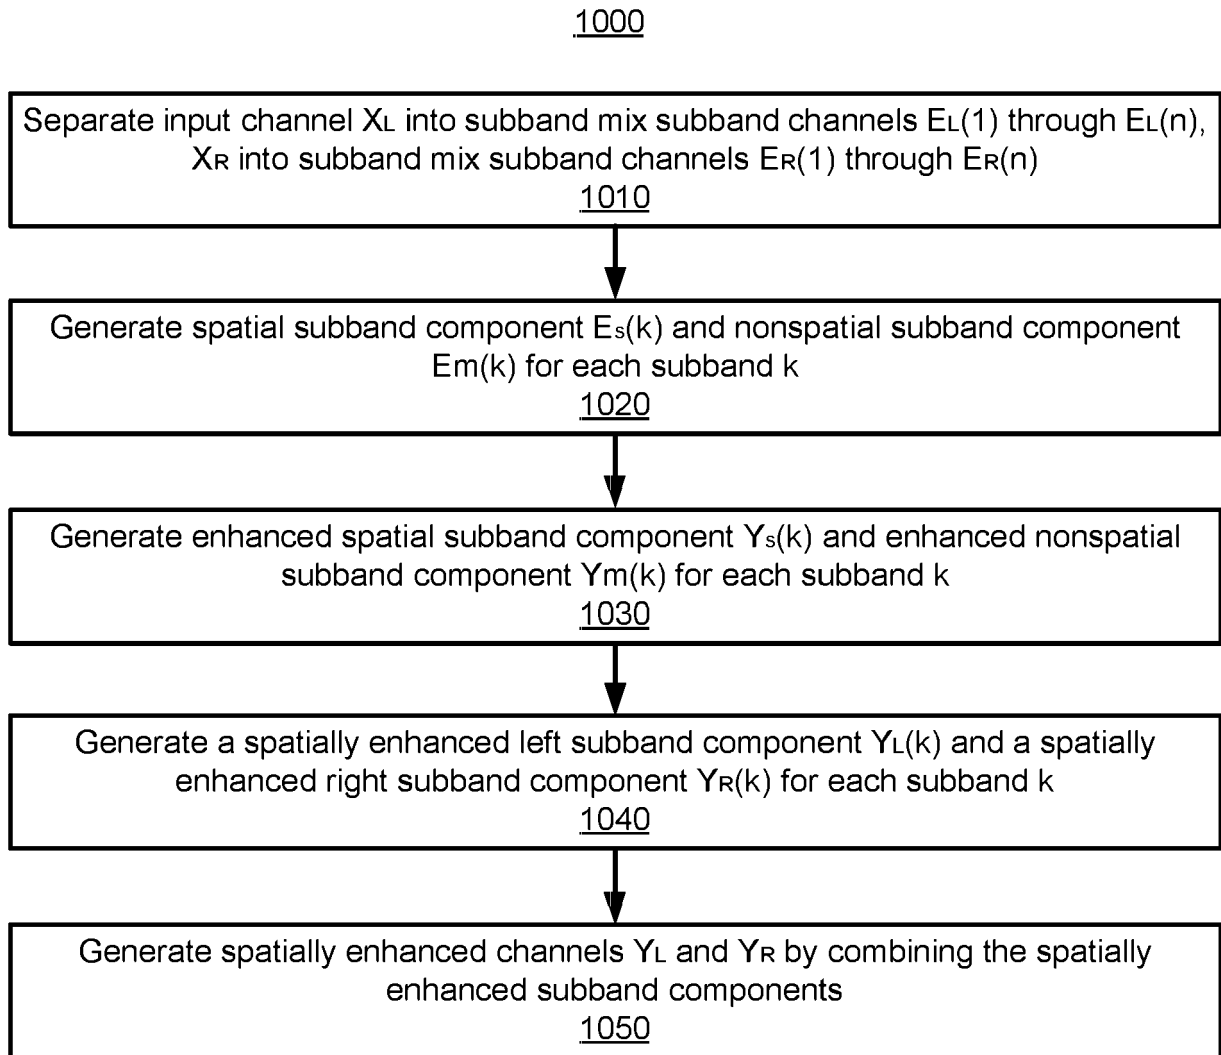 1000
Separate input channel XL into subband mix subband channels EL(1) through EL(n),
XR into subband mix subband channels ER(1) through ER(n)
1010
Generate spatial subband component Es(k) and nonspatial subband component
Em(k) for each subband k
1020
Generate enhanced spatial subband component Ys(k) and enhanced nonspatial
subband component Ym(k) for each subband k
1030
Generate a spatially enhanced left subband component YL(k) and a spatially
enhanced right subband component YR(k) for each subband k
1040
Generate spatially enhanced channels YL and YR by combining the spatially
enhanced subband components
1050